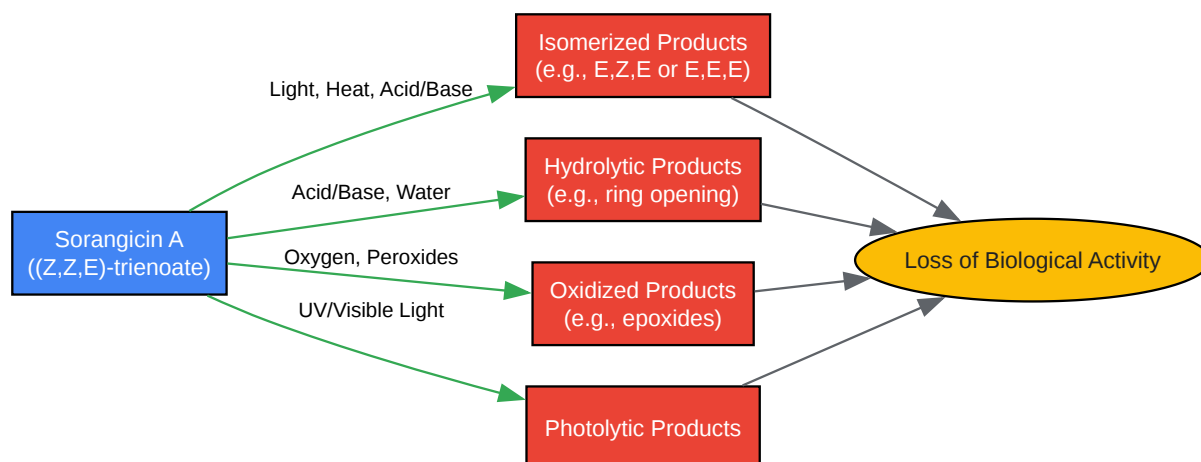 Isomerized Products
(e.g., E,Z,E or E,E,E)
Light, Heat, Acid/Base
Hydrolytic Products
(e.g., ring opening)
Acid/Base, Water
Sorangicin A
((Z,Z,E)-trienoate)
Loss of Biological Activity
Oxygen, Peroxides
Oxidized Products
(e.g., epoxides)
UV/Visible Light
Photolytic Products